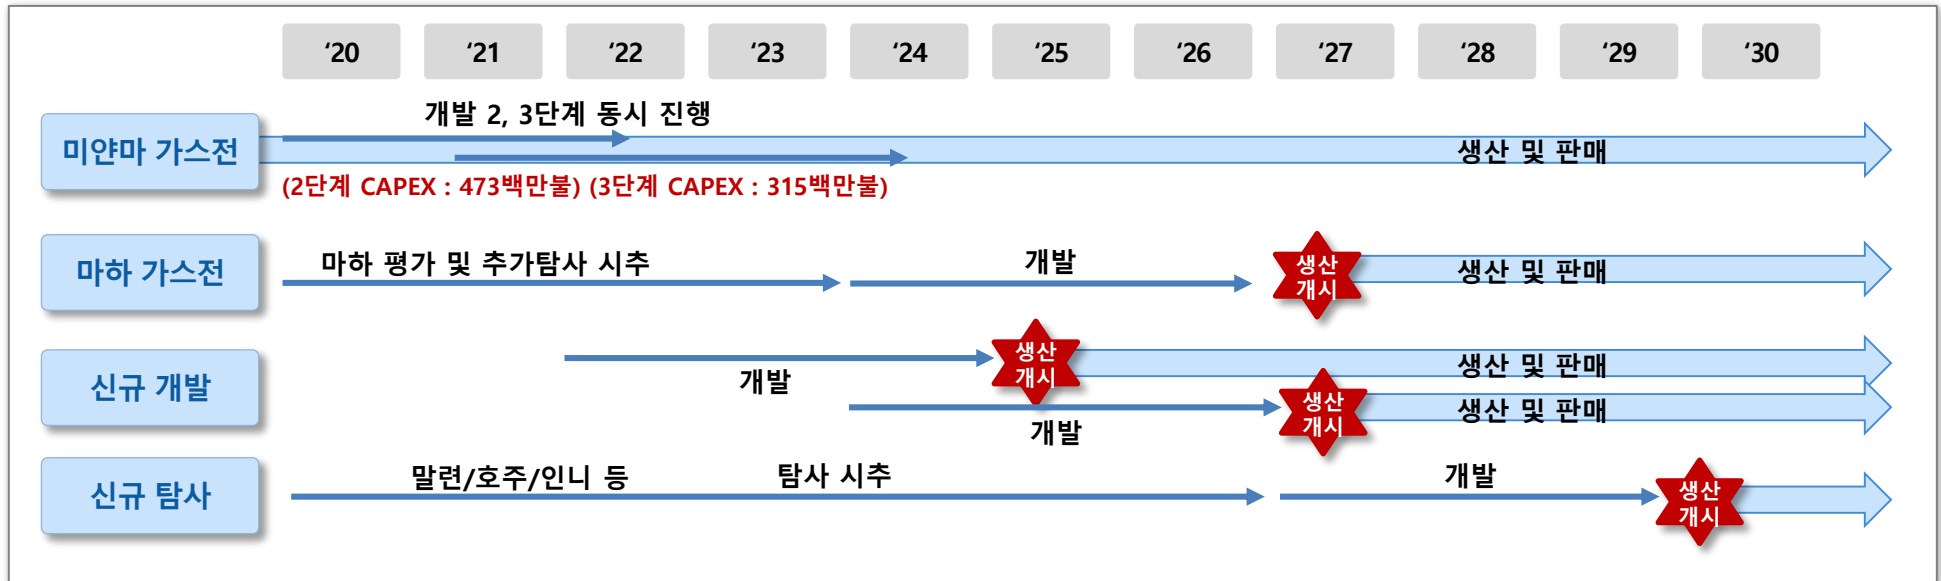 ‘20 ‘21 ‘22 ‘23 ‘24 ‘25 ‘26 ‘27 ‘28 ‘29 ‘30
개발 2, 3단계 동시 진행
미얀마 가스전
생산 및 판매
(2단계 CAPEX : 473백만불) (3단계 CAPEX : 315백만불)
마하 가스전
마하 평가 및 추가탐사 시추
개발
생산
개시
생산 및 판매
신규 개발
개발
생산
개시
생산 및 판매
개발
생산
개시
생산 및 판매
신규 탐사
말련/호주/인니 등
탐사 시추
개발
생산
개시